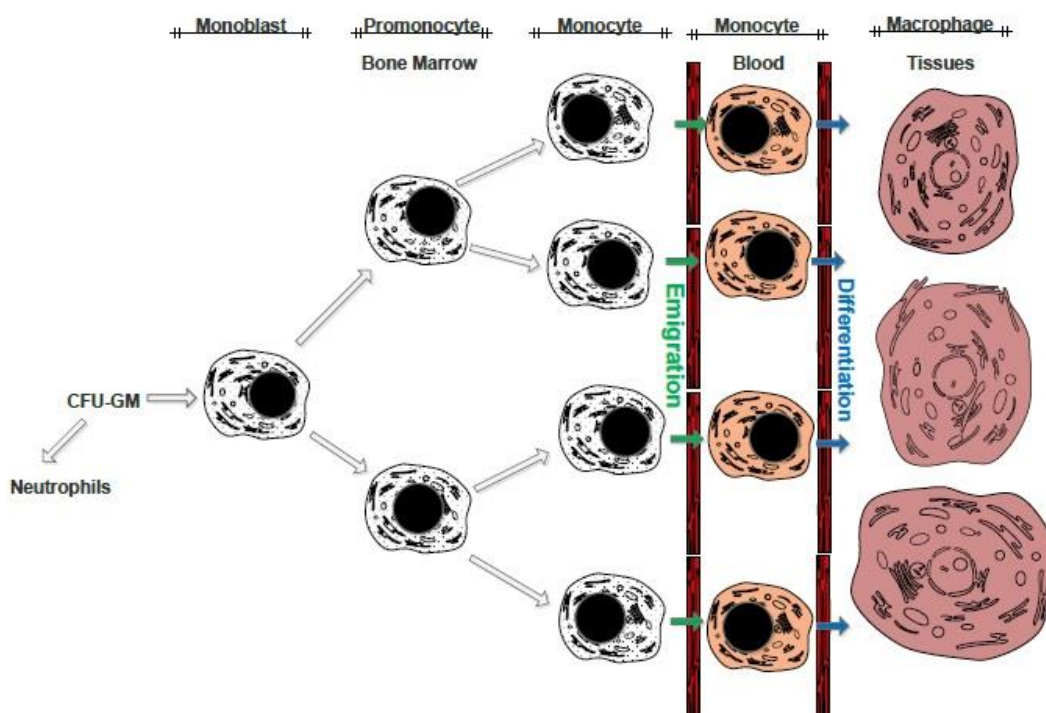 Monoblast
Promonocyte
Monocyte
Monocyte
Macrophage
Bone Marrow
Blood
Tissues
Emigration
Differentiation
CFU-GM
Neutrophils